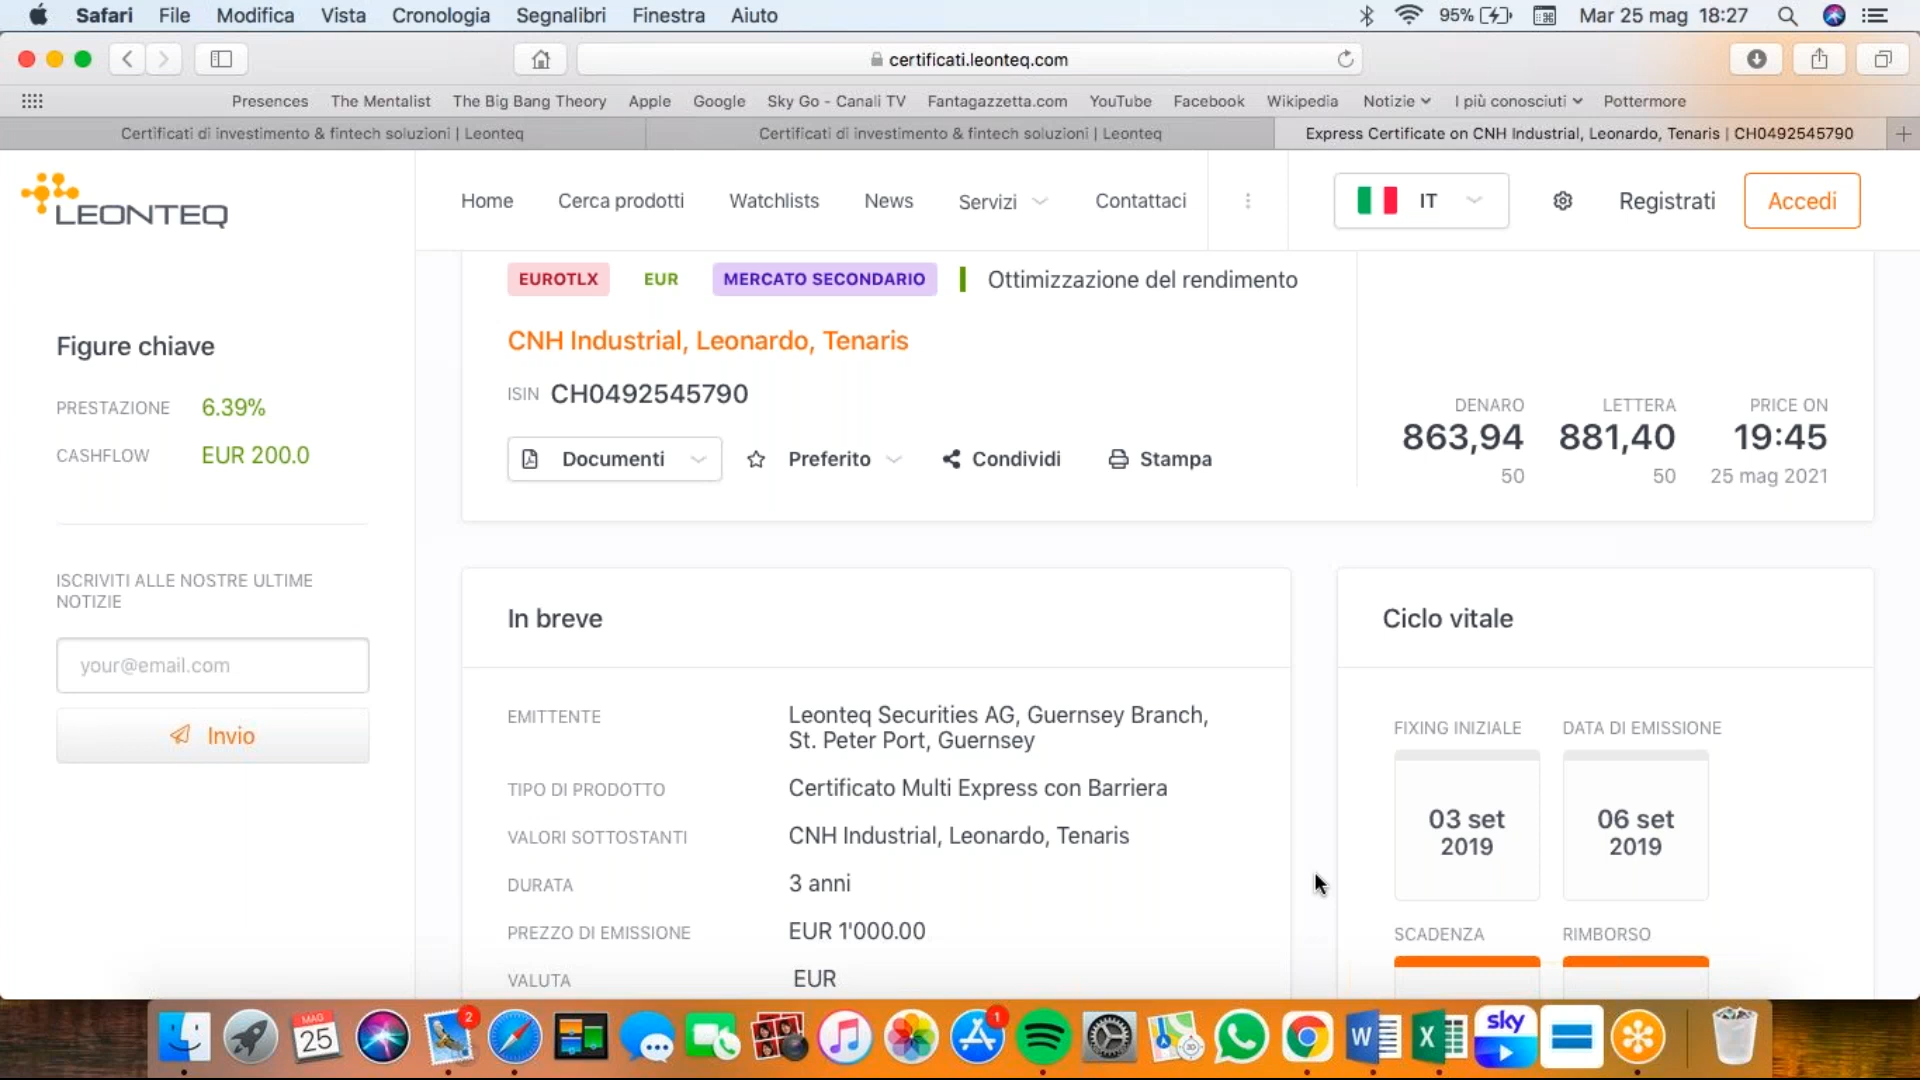 Safari File Modifica Vista Cronologia Segnalibri Finestra Aiuto 95% Mar 25 mag 18:27
certificati.leonteq.com
Presences The Mentalist The Big Bang Theory Apple Google Sky Go - Canali TV Fantagazzetta.com YouTube Facebook Wikipedia Notizie I più conosciuti Pottermore
Certificati di investimento & fintech soluzioni | Leonteq Certificati di investimento & fintech soluzioni | Leonteq Express Certificate on CNH Industrial, Leonardo, Tenaris | CH0492545790
LEONTEQ
Home Cerca prodotti Watchlists News Servizi Contattaci IT Registrati Accedi
Figure chiave
PRESTAZIONE 6.39%
CASHFLOW EUR 200.0
ISCRIVITI ALLE NOSTRE ULTIME
NOTIZIE
your@email.com
Invio
EUROTLX EUR MERCATO SECONDARIO Ottimizzazione del rendimento
CNH Industrial, Leonardo, Tenaris
ISIN CH0492545790
Documenti Preferito Condividi Stampa
DENARO LETTERA PRICE ON
863,94 881,40 19:45
50 50 25 mag 2021
In breve
EMITTENTE Leonteq Securities AG, Guernsey Branch,
St. Peter Port, Guernsey
TIPO DI PRODOTTO Certificato Multi Express con Barriera
VALORI SOTTOSTANTI CNH Industrial, Leonardo, Tenaris
DURATA 3 anni
PREZZO DI EMISSIONE EUR 1'000.00
VALUTA EUR
Ciclo vitale
FIXING INIZIALE DATA DI EMISSIONE
03 set 06 set
2019 2019
SCADENZA RIMBORSO
MAG
25
2
1
W
X
sky